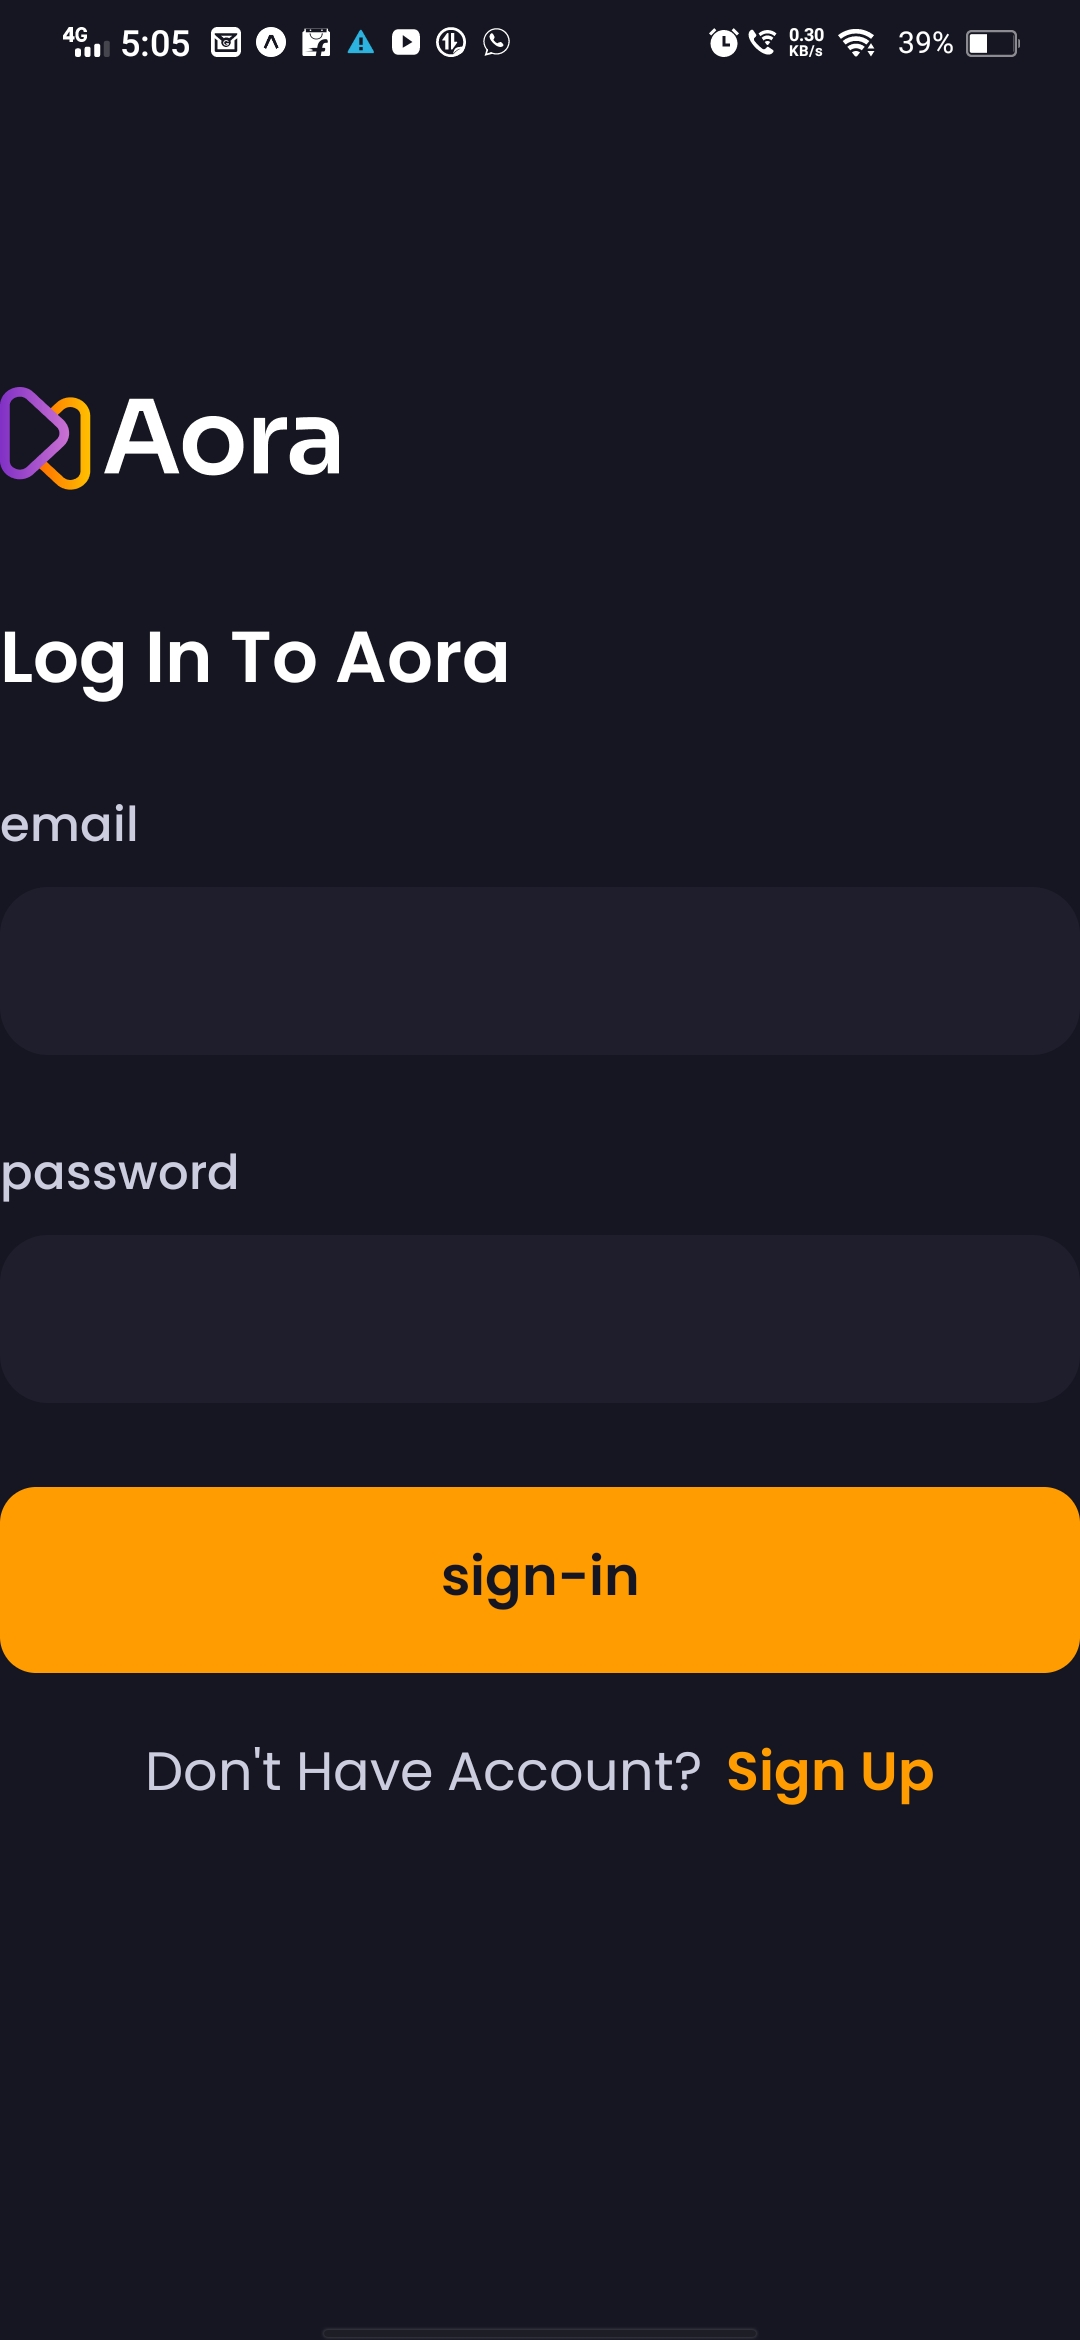 4G 5:05 0.30 KB/s 39%
Aora
Log In To Aora
email
password
sign-in
Don't Have Account? Sign Up